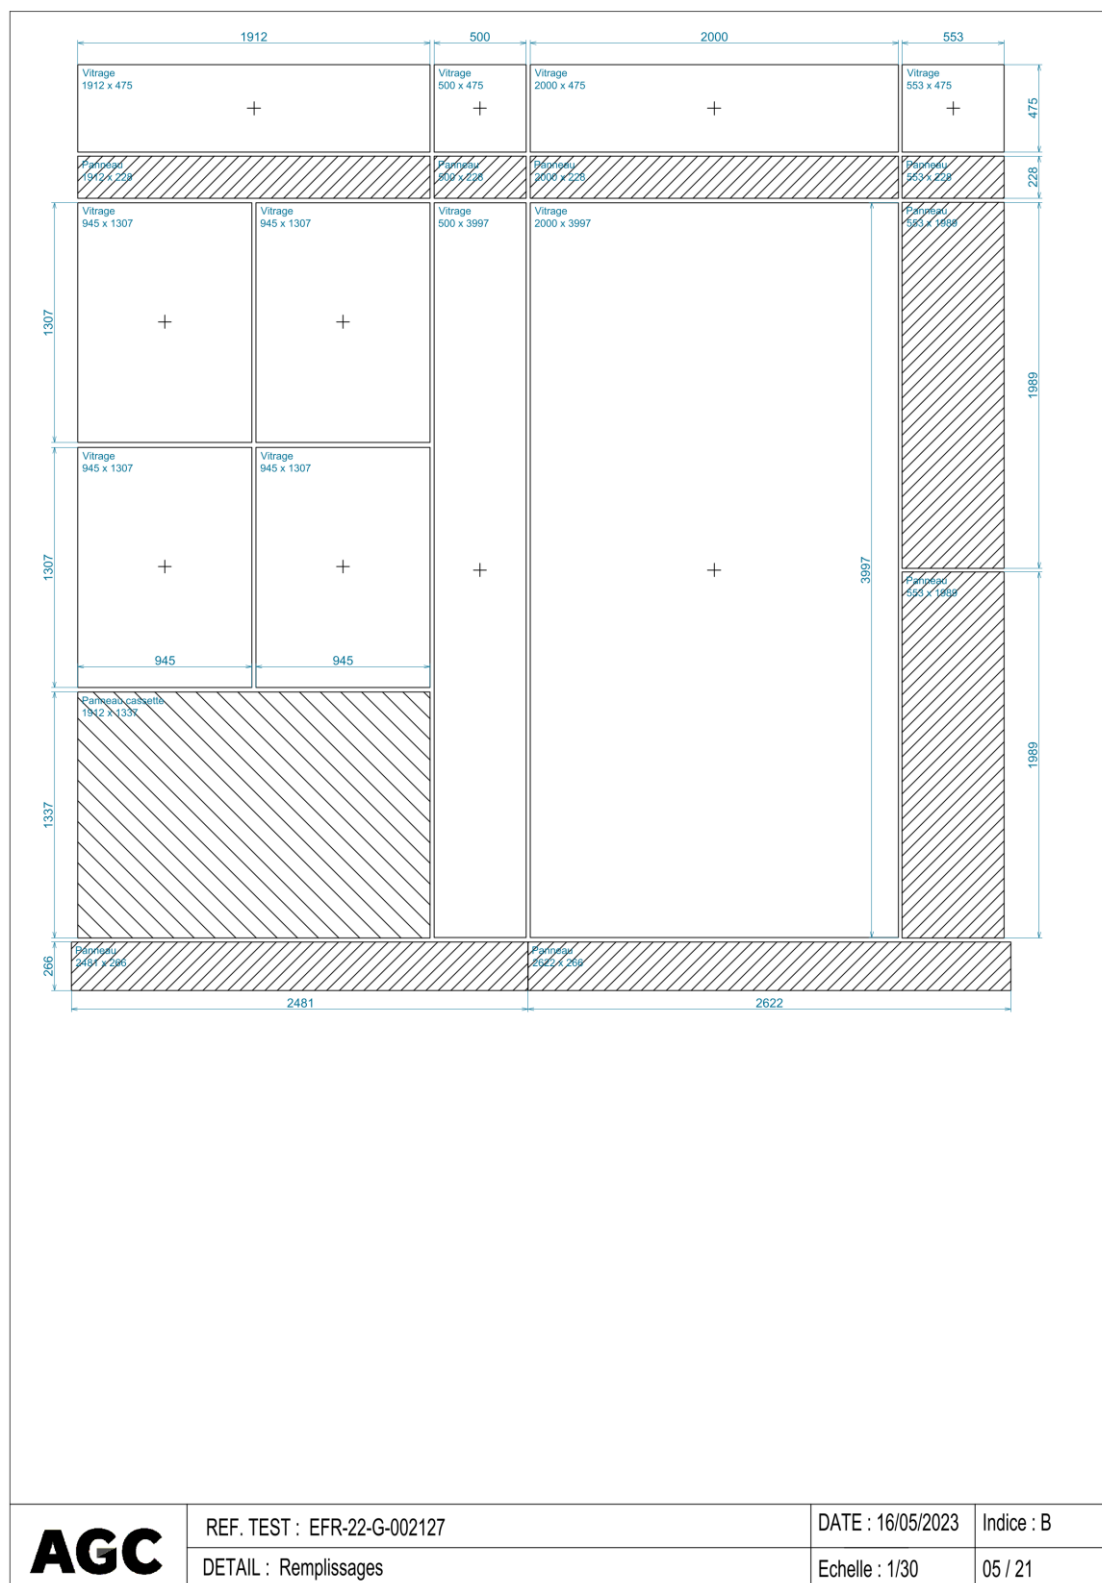 1912
500
2000
553
Vitrage
1912 x 475
Vitrage
500 x 475
Vitrage
2000 x 475
Vitrage
553 x 475
475
Panneau
1912 x 228
Panneau
500 x 228
Panneau
2000 x 228
Panneau
553 x 228
228
Vitrage
945 x 1307
Vitrage
945 x 1307
Vitrage
500 x 3997
Vitrage
2000 x 3997
Panneau
553 x 1989
1307
1989
Vitrage
945 x 1307
Vitrage
945 x 1307
1307
3997
Panneau
553 x 1989
945
945
Panneau cassette
1912 x 1337
1337
1989
Panneau
2481 x 266
Panneau
2622 x 266
266
2481
2622
AGC
REF. TEST : EFR-22-G-002127
DATE : 16/05/2023
Indice : B
DETAIL : Remplissages
Echelle : 1/30
05 / 21